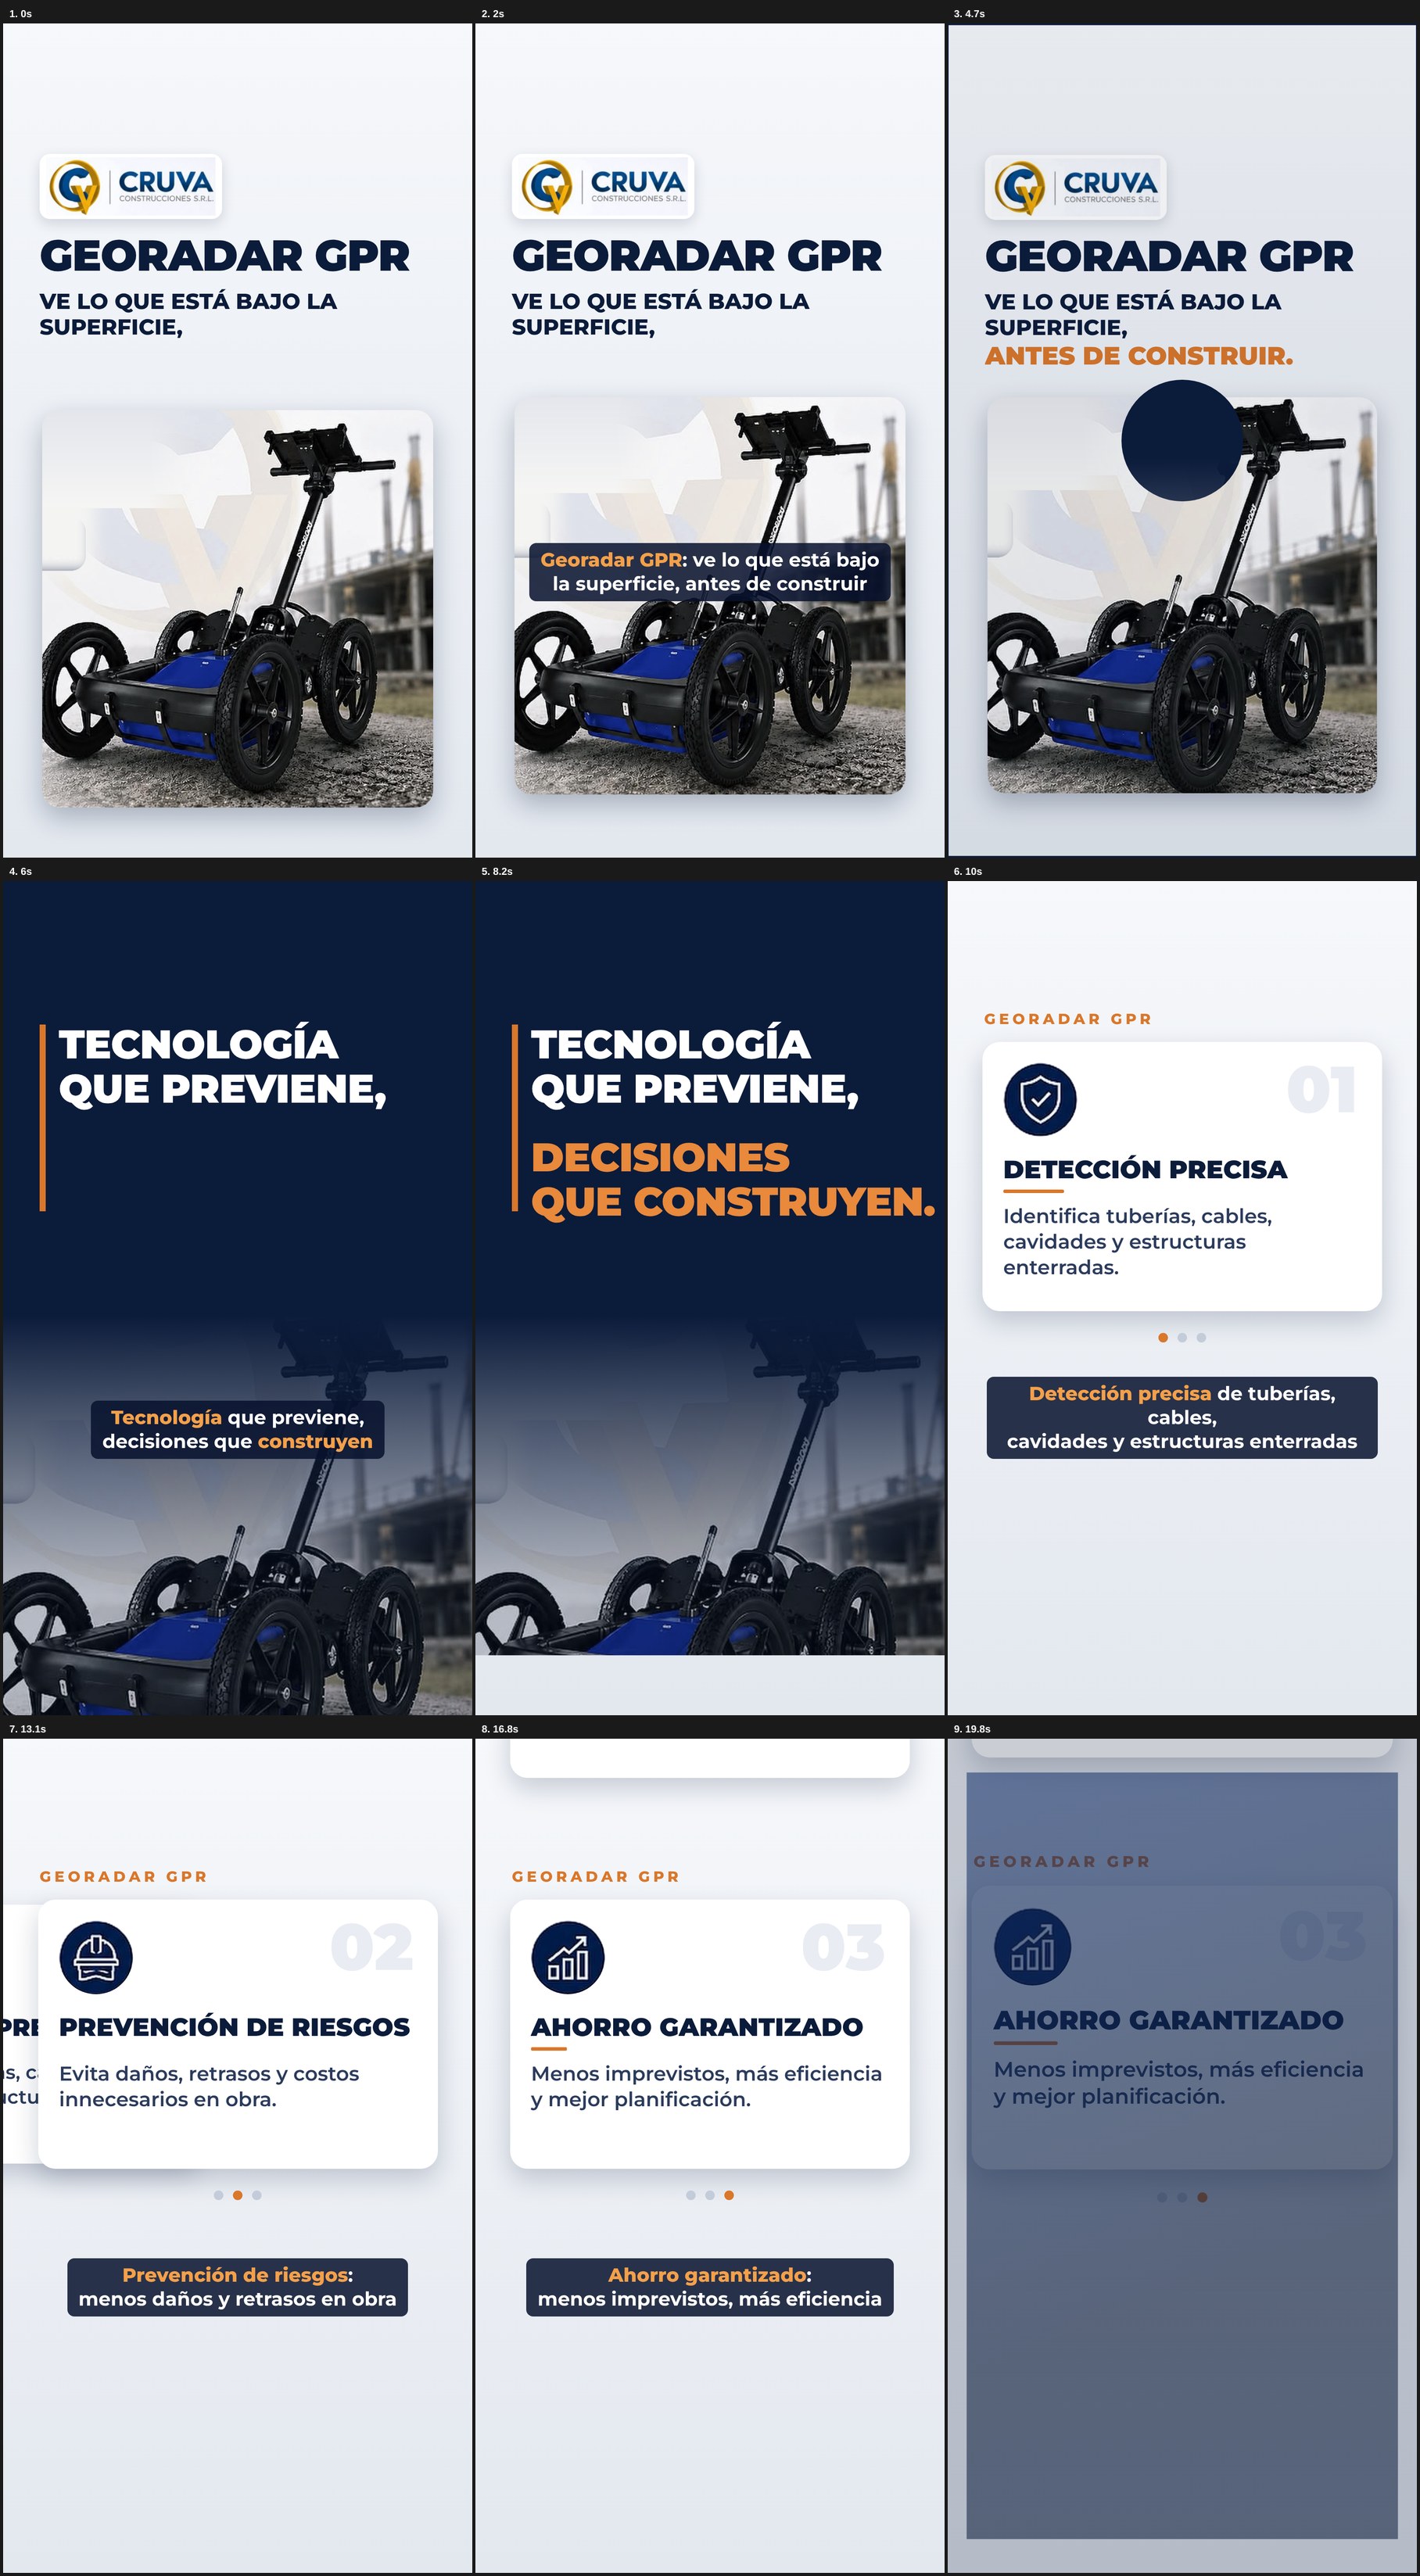 1. 0s
CRUVA
CONSTRUCCIONES S.R.L.
GEORADAR GPR
VE LO QUE ESTÁ BAJO LA
SUPERFICIE,
2. 2s
CRUVA
CONSTRUCCIONES S.R.L.
GEORADAR GPR
VE LO QUE ESTÁ BAJO LA
SUPERFICIE,
Georadar GPR: ve lo que está bajo
la superficie, antes de construir
3. 4.7s
CRUVA
CONSTRUCCIONES S.R.L.
GEORADAR GPR
VE LO QUE ESTÁ BAJO LA
SUPERFICIE,
ANTES DE CONSTRUIR.
4. 6s
TECNOLOGÍA
QUE PREVIENE,
Tecnología que previene,
decisiones que construyen
5. 8.2s
TECNOLOGÍA
QUE PREVIENE,
DECISIONES
QUE CONSTRUYEN.
6. 10s
GEORADAR GPR
01
DETECCIÓN PRECISA
Identifica tuberías, cables,
cavidades y estructuras
enterradas.
Detección precisa de tuberías,
cables,
cavidades y estructuras enterradas
7. 13.1s
GEORADAR GPR
02
PREVENCIÓN DE RIESGOS
Evita daños, retrasos y costos
innecesarios en obra.
Prevención de riesgos:
menos daños y retrasos en obra
8. 16.8s
GEORADAR GPR
03
AHORRO GARANTIZADO
Menos imprevistos, más eficiencia
y mejor planificación.
Ahorro garantizado:
menos imprevistos, más eficiencia
9. 19.8s
GEORADAR GPR
03
AHORRO GARANTIZADO
Menos imprevistos, más eficiencia
y mejor planificación.